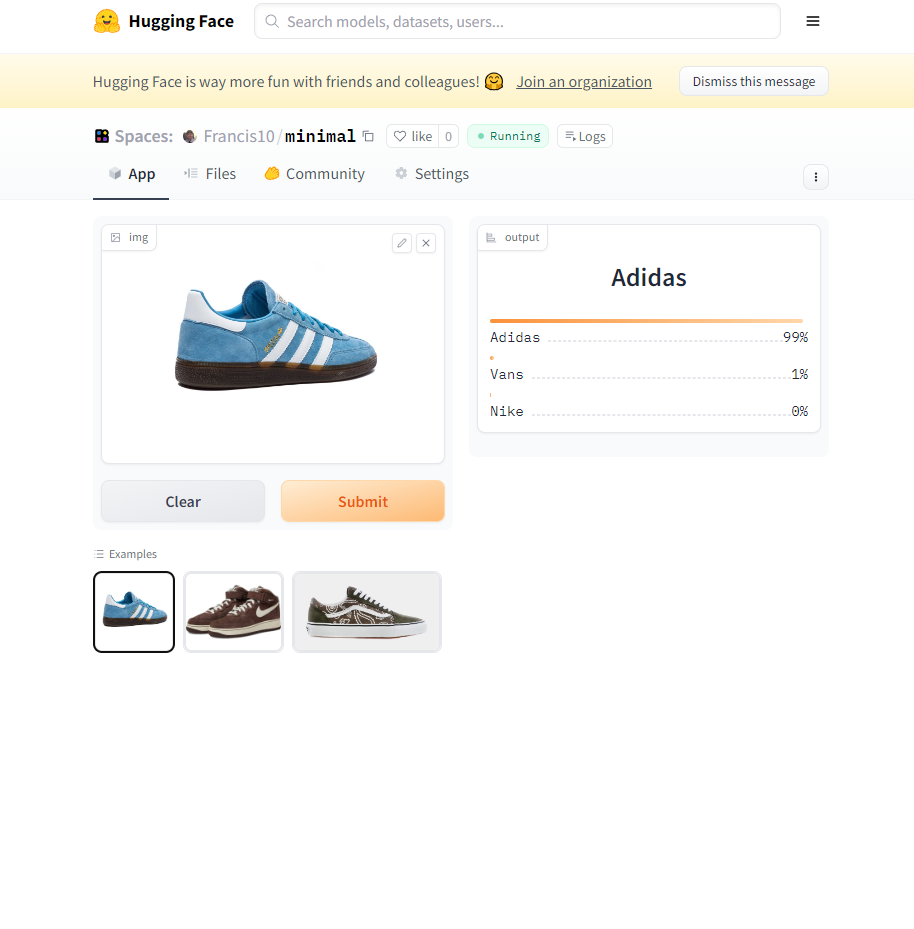 Hugging Face
Search models, datasets, users...
Hugging Face is way more fun with friends and colleagues! 🤗 Join an organization
Dismiss this message
Spaces: Francis10/minimal
like 0
Running
Logs
App
Files
Community
Settings
img
output
Adidas
Adidas 99%
Vans 1%
Nike 0%
Clear
Submit
Examples